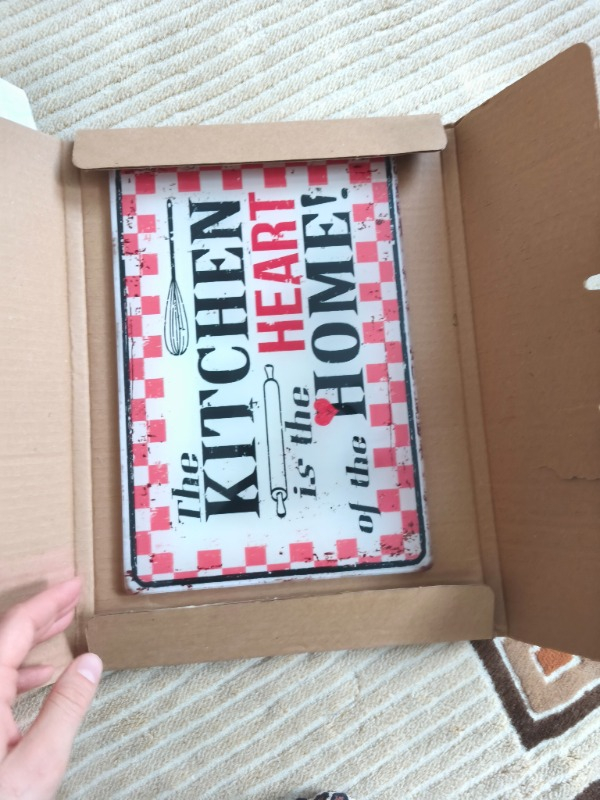 The
KITCHEN
is the HEART
of the HOME!